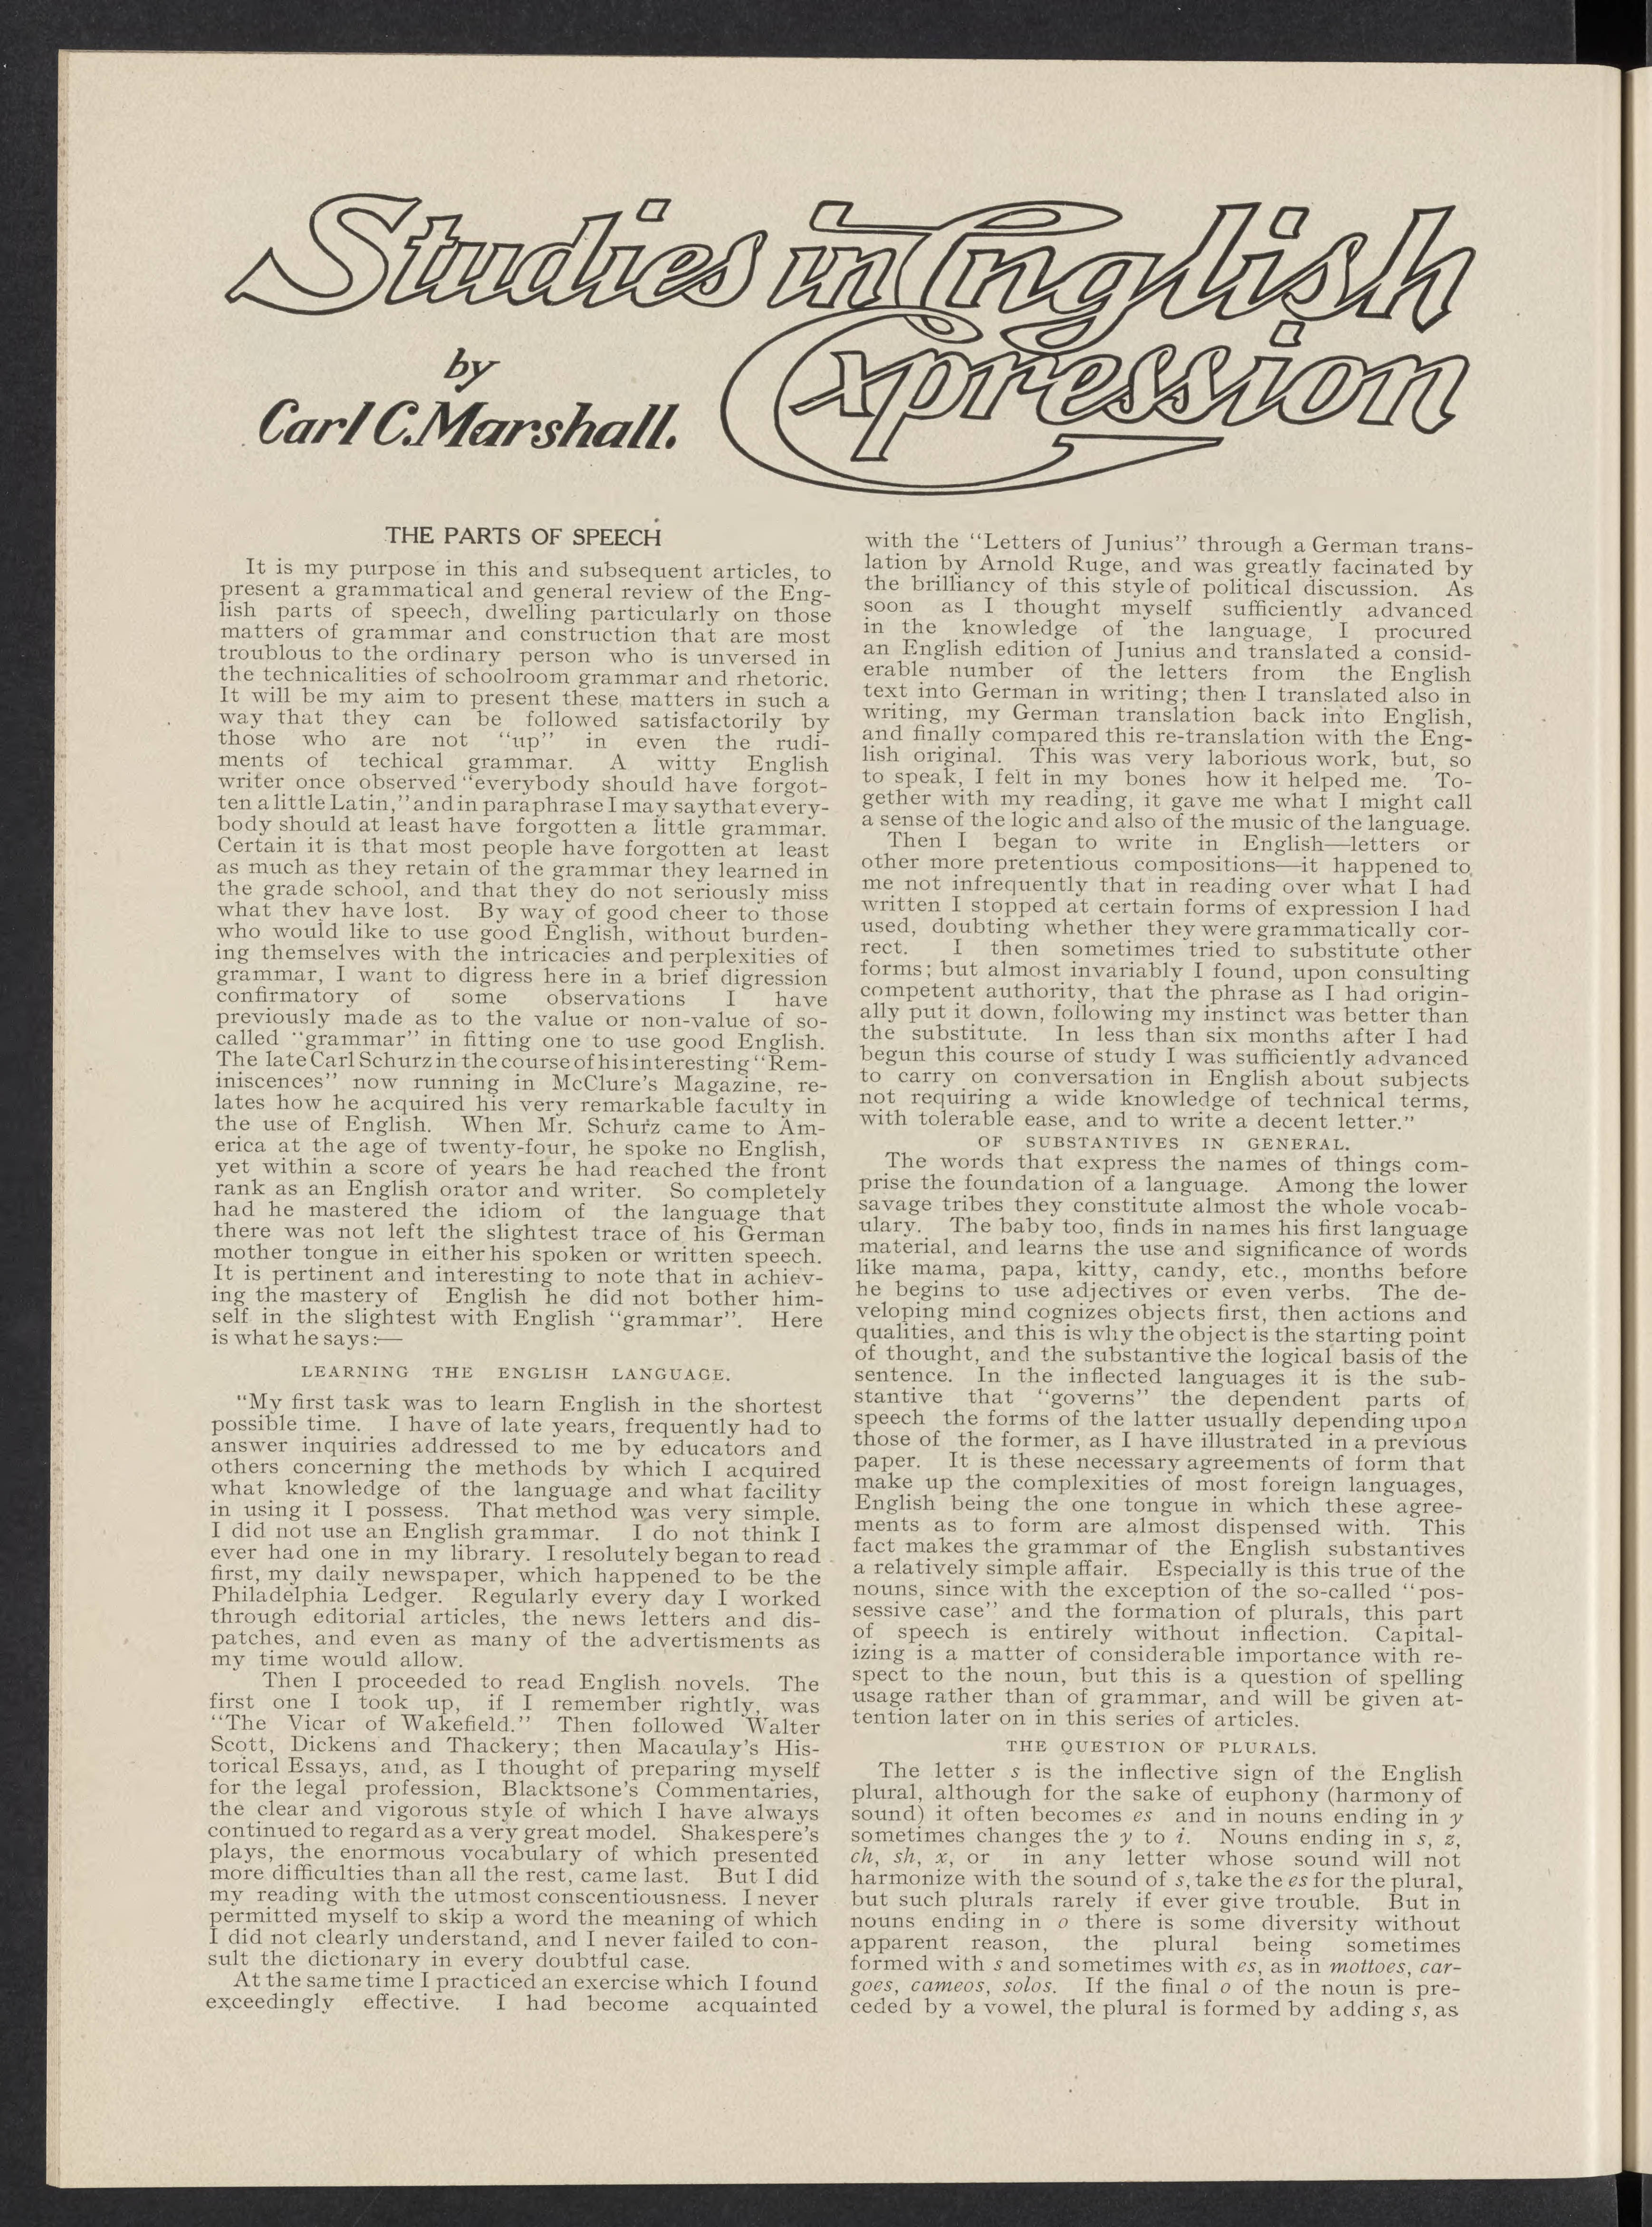 Studies in English
Expression
by
Carl C. Marshall.
THE PARTS OF SPEECH
It is my purpose in this and subsequent articles, to
present a grammatical and general review of the Eng-
lish parts of speech, dwelling particularly on those
matters of grammar and construction that are most
troublous to the ordinary person who is unversed in
the technicalities of schoolroom grammar and rhetoric.
It will be my aim to present these matters in such a
way that they can be followed satisfactorily by
those who are not "up" in even the rudi-
ments of techical grammar. A witty English
writer once observed "everybody should have forgot-
ten a little Latin," and in paraphrase I may say that every-
body should at least have forgotten a little grammar.
Certain it is that most people have forgotten at least
as much as they retain of the grammar they learned in
the grade school, and that they do not seriously miss
what they have lost. By way of good cheer to those
who would like to use good English, without burden-
ing themselves with the intricacies and perplexities of
grammar, I want to digress here in a brief digression
confirmatory of some observations I have
previously made as to the value or non-value of so-
called "grammar" in fitting one to use good English.
The late Carl Schurz in the course of his interesting "Rem-
iniscences" now running in McClure's Magazine, re-
lates how he acquired his very remarkable faculty in
the use of English. When Mr. Schurz came to Am-
erica at the age of twenty-four, he spoke no English,
yet within a score of years he had reached the front
rank as an English orator and writer. So completely
had he mastered the idiom of the language that
there was not left the slightest trace of his German
mother tongue in either his spoken or written speech.
It is pertinent and interesting to note that in achiev-
ing the mastery of English he did not bother him-
self in the slightest with English "grammar". Here
is what he says:—
LEARNING THE ENGLISH LANGUAGE.
"My first task was to learn English in the shortest
possible time. I have of late years, frequently had to
answer inquiries addressed to me by educators and
others concerning the methods by which I acquired
what knowledge of the language and what facility
in using it I possess. That method was very simple.
I did not use an English grammar. I do not think I
ever had one in my library. I resolutely began to read
first, my daily newspaper, which happened to be the
Philadelphia Ledger. Regularly every day I worked
through editorial articles, the news letters and dis-
patches, and even as many of the advertisments as
my time would allow.
Then I proceeded to read English novels. The
first one I took up, if I remember rightly, was
"The Vicar of Wakefield." Then followed Walter
Scott, Dickens and Thackery; then Macaulay's His-
torical Essays, and, as I thought of preparing myself
for the legal profession, Blacktsone's Commentaries,
the clear and vigorous style of which I have always
continued to regard as a very great model. Shakespere's
plays, the enormous vocabulary of which presented
more difficulties than all the rest, came last. But I did
my reading with the utmost conscentiousness. I never
permitted myself to skip a word the meaning of which
I did not clearly understand, and I never failed to con-
sult the dictionary in every doubtful case.
At the same time I practiced an exercise which I found
exceedingly effective. I had become acquainted
with the "Letters of Junius" through a German trans-
lation by Arnold Ruge, and was greatly facinated by
the brilliancy of this style of political discussion. As
soon as I thought myself sufficiently advanced
in the knowledge of the language, I procured
an English edition of Junius and translated a consid-
erable number of the letters from the English
text into German in writing; then I translated also in
writing, my German translation back into English,
and finally compared this re-translation with the Eng-
lish original. This was very laborious work, but, so
to speak, I felt in my bones how it helped me. To-
gether with my reading, it gave me what I might call
a sense of the logic and also of the music of the language.
Then I began to write in English—letters or
other more pretentious compositions—it happened to
me not infrequently that in reading over what I had
written I stopped at certain forms of expression I had
used, doubting whether they were grammatically cor-
rect. I then sometimes tried to substitute other
forms; but almost invariably I found, upon consulting
competent authority, that the phrase as I had origin-
ally put it down, following my instinct was better than
the substitute. In less than six months after I had
begun this course of study I was sufficiently advanced
to carry on conversation in English about subjects
not requiring a wide knowledge of technical terms,
with tolerable ease, and to write a decent letter."
OF SUBSTANTIVES IN GENERAL.
The words that express the names of things com-
prise the foundation of a language. Among the lower
savage tribes they constitute almost the whole vocab-
ulary. The baby too, finds in names his first language
material, and learns the use and significance of words
like mama, papa, kitty, candy, etc., months before
he begins to use adjectives or even verbs. The de-
veloping mind cognizes objects first, then actions and
qualities, and this is why the object is the starting point
of thought, and the substantive the logical basis of the
sentence. In the inflected languages it is the sub-
stantive that "governs" the dependent parts of
speech the forms of the latter usually depending upon
those of the former, as I have illustrated in a previous
paper. It is these necessary agreements of form that
make up the complexities of most foreign languages,
English being the one tongue in which these agree-
ments as to form are almost dispensed with. This
fact makes the grammar of the English substantives
a relatively simple affair. Especially is this true of the
nouns, since with the exception of the so-called "pos-
sessive case" and the formation of plurals, this part
of speech is entirely without inflection. Capital-
izing is a matter of considerable importance with re-
spect to the noun, but this is a question of spelling
usage rather than of grammar, and will be given at-
tention later on in this series of articles.
THE QUESTION OF PLURALS.
The letter s is the inflective sign of the English
plural, although for the sake of euphony (harmony of
sound) it often becomes es and in nouns ending in y
sometimes changes the y to i. Nouns ending in s, z,
ch, sh, x, or in any letter whose sound will not
harmonize with the sound of s, take the es for the plural,
but such plurals rarely if ever give trouble. But in
nouns ending in o there is some diversity without
apparent reason, the plural being sometimes
formed with s and sometimes with es, as in mottoes, car-
goes, cameos, solos. If the final o of the noun is pre-
ceded by a vowel, the plural is formed by adding s, as